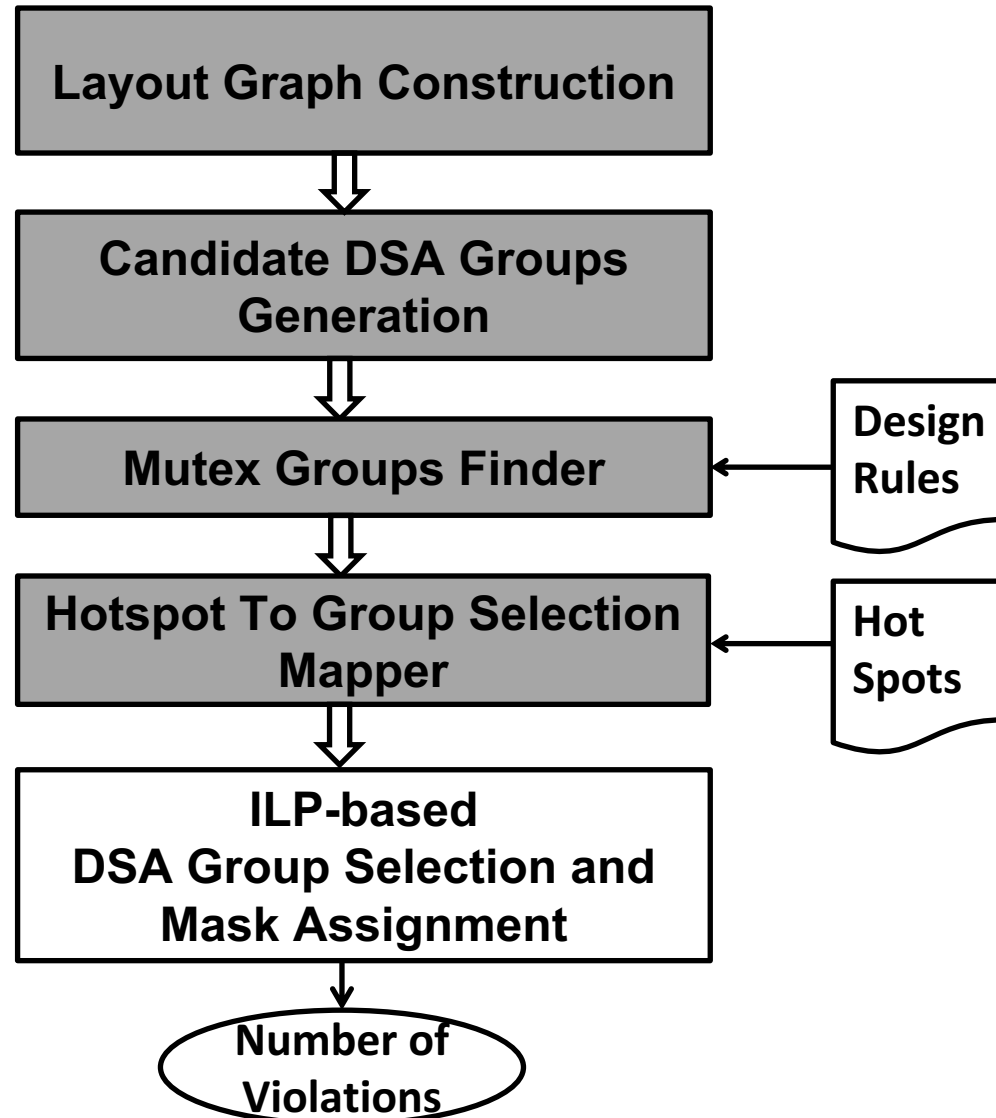 Layout Graph Construction
Candidate DSA Groups
Generation
Mutex Groups Finder
Design
Rules
Hotspot To Group Selection
Mapper
Hot
Spots
ILP-based
DSA Group Selection and
Mask Assignment
Number of
Violations